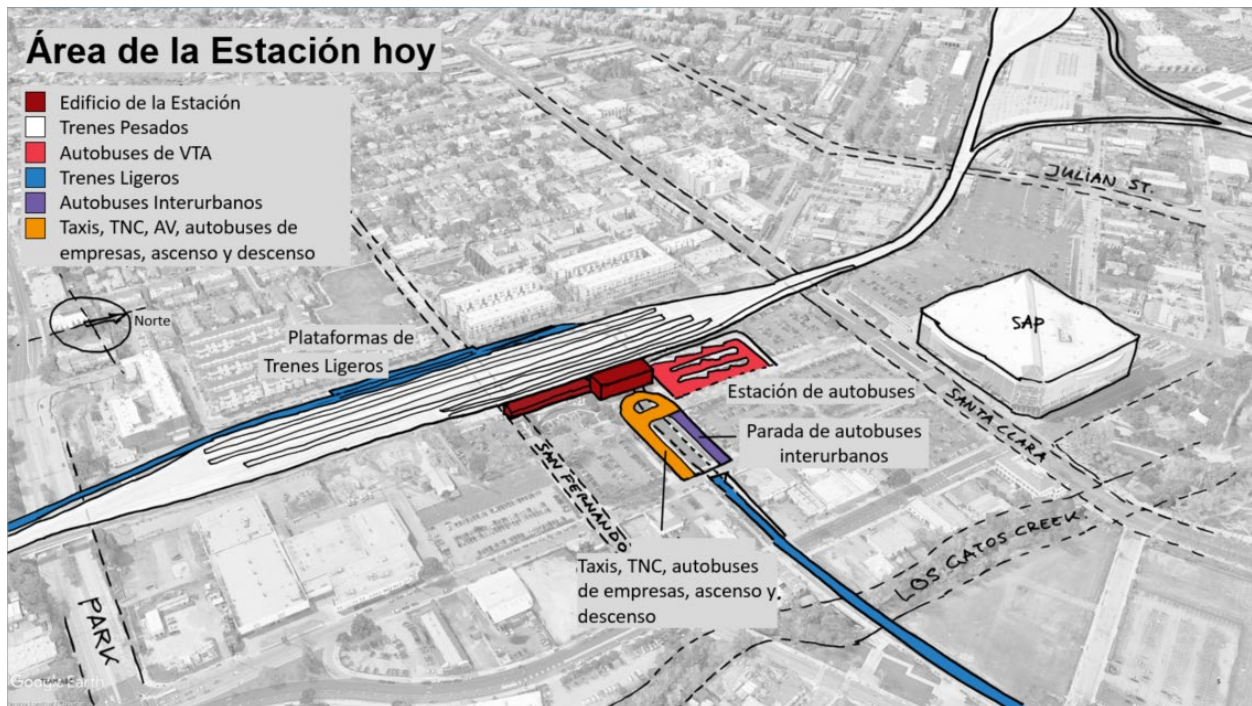 Área de la Estación hoy
Edificio de la Estación
Trenes Pesados
Autobuses de VTA
Trenes Ligeros
Autobuses Interurbanos
Taxis, TNC, AV, autobuses de
empresas, ascenso y descenso
Norte
JULIAN ST.
SAP
Plataformas de
Trenes Ligeros
Estación de autobuses
SANTA CLARA
Parada de autobuses
interurbanos
SAN FERNANDO
LOS GATOS CREEK
Taxis, TNC, autobuses
de empresas, ascenso y
descenso
PARK
Google Earth